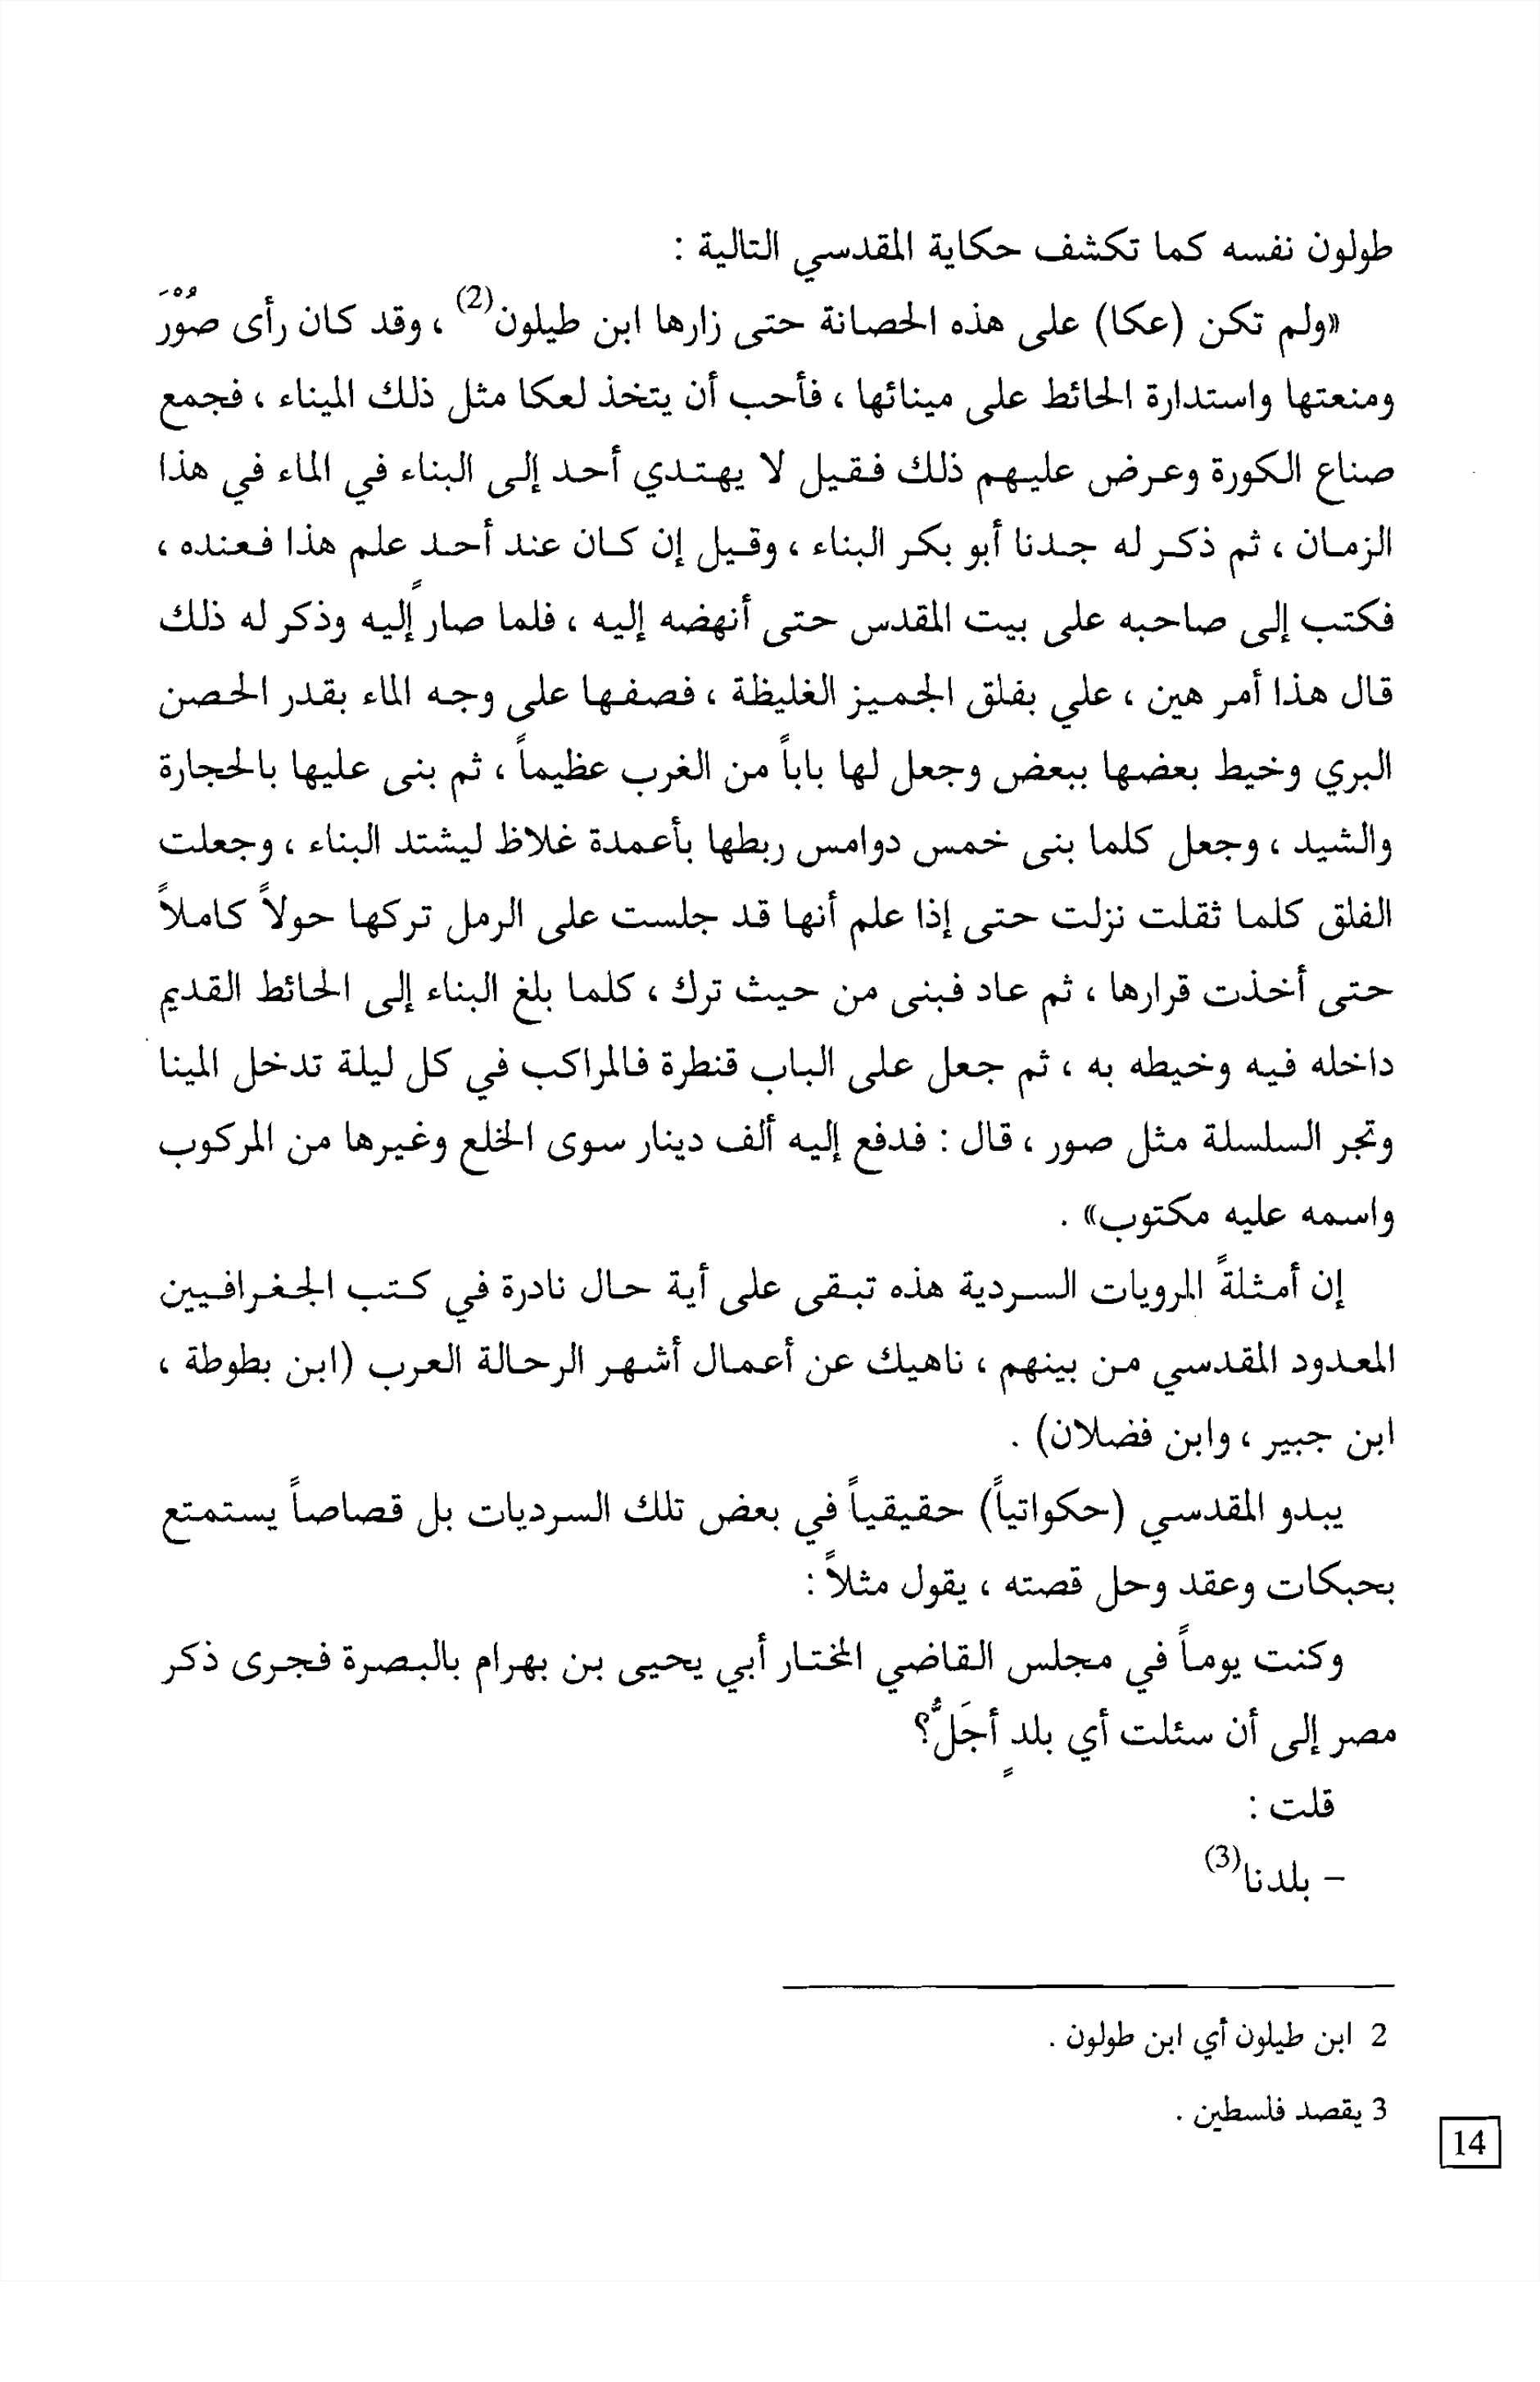 طولون نفسه كما تكشف حكاية المقدسي التالية :
«ولم تكن (عكا) على هذه الحصانة حتى زارها ابن طيلون(2) ، وقد كان رأى صُوْرَ
ومنعتها واستدارة الحائط على مينائها ، فأحب أن يتخذ لعكا مثل ذلك الميناء ، فجمع
صناع الكورة وعرض عليهم ذلك فقيل لا يهتدي أحد إلى البناء في الماء في هذا
الزمان ، ثم ذكر له جدنا أبو بكر البناء ، وقيل إن كان عند أحد علم هذا فعنده ،
فكتب إلى صاحبه على بيت المقدس حتى أنهضه إليه ، فلما صار إليه وذكر له ذلك
قال هذا أمر هين ، علي بفلق الجميز الغليظة ، فصفها على وجه الماء بقدر الحصن
البري وخيط بعضها ببعض وجعل لها باباً من الغرب عظيماً ، ثم بنى عليها بالحجارة
والشيد ، وجعل كلما بنى خمس دوامس ربطها بأعمدة غلاظ ليشتد البناء ، وجعلت
الفلق كلما ثقلت نزلت حتى إذا علم أنها قد جلست على الرمل تركها حولاً كاملاً
حتى أخذت قرارها ، ثم عاد فبنى من حيث ترك ، كلما بلغ البناء إلى الحائط القديم
داخله فيه وخيطه به ، ثم جعل على الباب قنطرة فالمراكب في كل ليلة تدخل المينا
وتجر السلسلة مثل صور ، قال : فدفع إليه ألف دينار سوى الخلع وغيرها من المركوب
واسمه عليه مكتوب» .
إن أمثلةً المرويات السردية هذه تبقى على أية حال نادرة في كتب الجغرافيين
المعدود المقدسي من بينهم ، ناهيك عن أعمال أشهر الرحالة العرب (ابن بطوطة ،
ابن جبير ، وابن فضلان) .
يبدو المقدسي (حكواتياً) حقيقياً في بعض تلك السرديات بل قصاصاً يستمتع
بحبكات وعقد وحل قصته ، يقول مثلاً :
وكنت يوماً في مجلس القاضي المختار أبي يحيى بن بهرام بالبصرة فجرى ذكر
مصر إلى أن سئلت أي بلدٍ أجَلُّ؟
قلت :
– بلدنا(3)
2 ابن طيلون أي ابن طولون .
3 يقصد فلسطين .
14